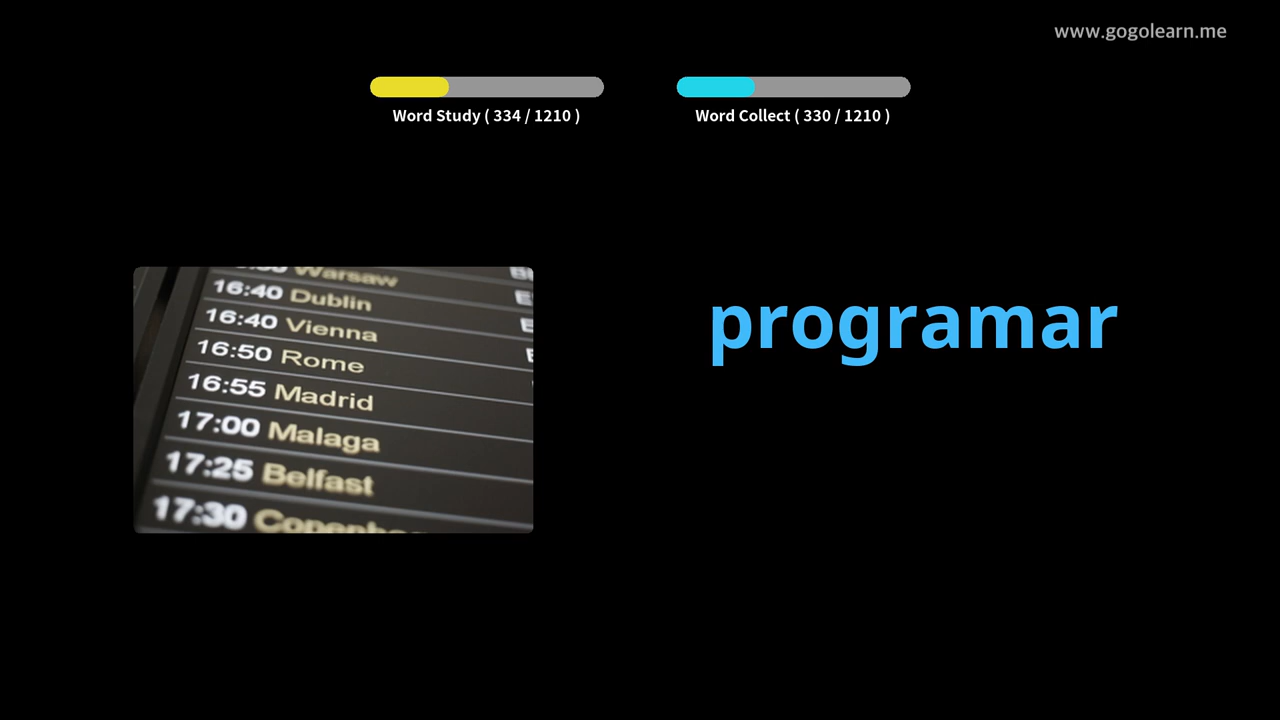 www.gogolearn.me
Word Study ( 334 / 1210 )
Word Collect ( 330 / 1210 )
programar
Warsaw
16:40 Dublin
16:40 Vienna
16:50 Rome
16:55 Madrid
17:00 Malaga
17:25 Belfast
17:30